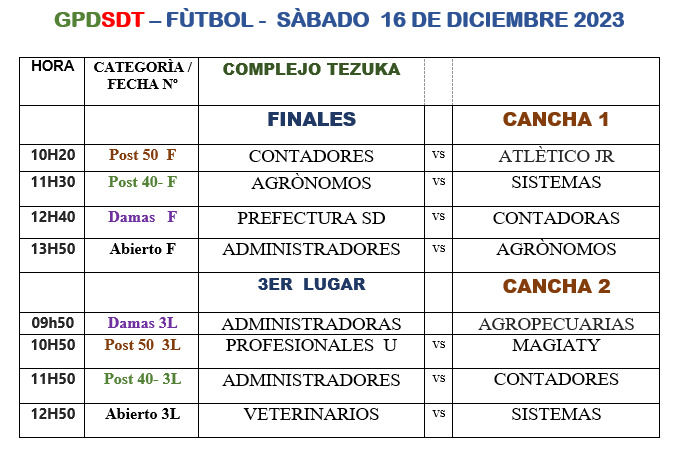 GPDSDT – FÙTBOL - SÀBADO 16 DE DICIEMBRE 2023
HORA CATEGORÌA / FECHA Nº COMPLEJO TEZUKA
FINALES CANCHA 1
10H20 Post 50 F CONTADORES vs ATLÈTICO JR
11H30 Post 40- F AGRÒNOMOS vs SISTEMAS
12H40 Damas F PREFECTURA SD vs CONTADORAS
13H50 Abierto F ADMINISTRADORES vs AGRÒNOMOS
3ER LUGAR CANCHA 2
09h50 Damas 3L ADMINISTRADORAS AGROPECUARIAS
10H50 Post 50 3L PROFESIONALES U vs MAGIATY
11H50 Post 40- 3L ADMINISTRADORES vs CONTADORES
12H50 Abierto 3L VETERINARIOS vs SISTEMAS